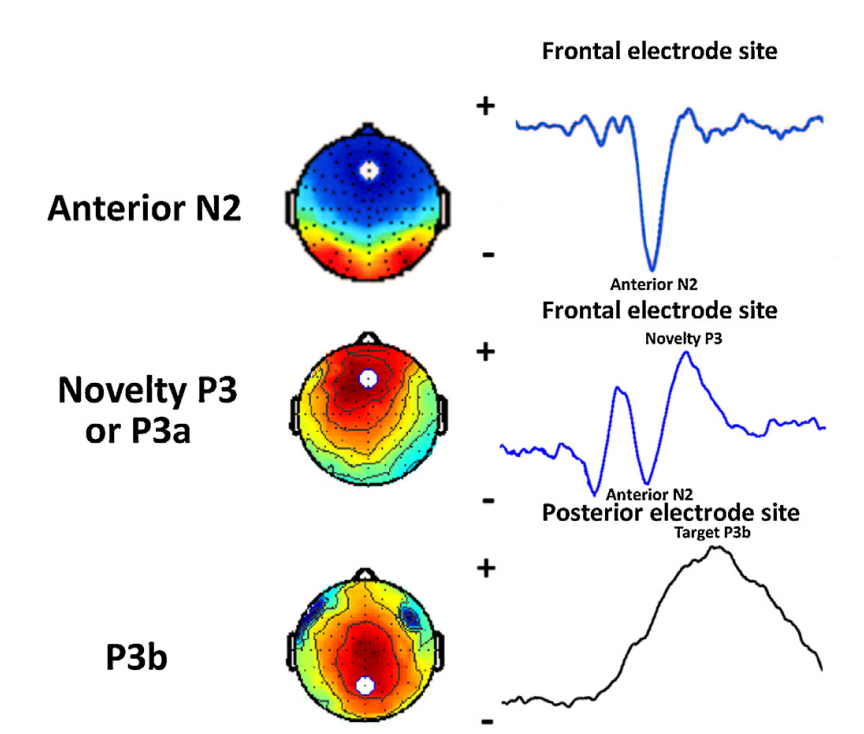 Frontal electrode site
+
Anterior N2
-
Anterior N2
Frontal electrode site
+
Novelty P3
Novelty P3
or P3a
-
Anterior N2
Posterior electrode site
Target P3b
+
P3b
-